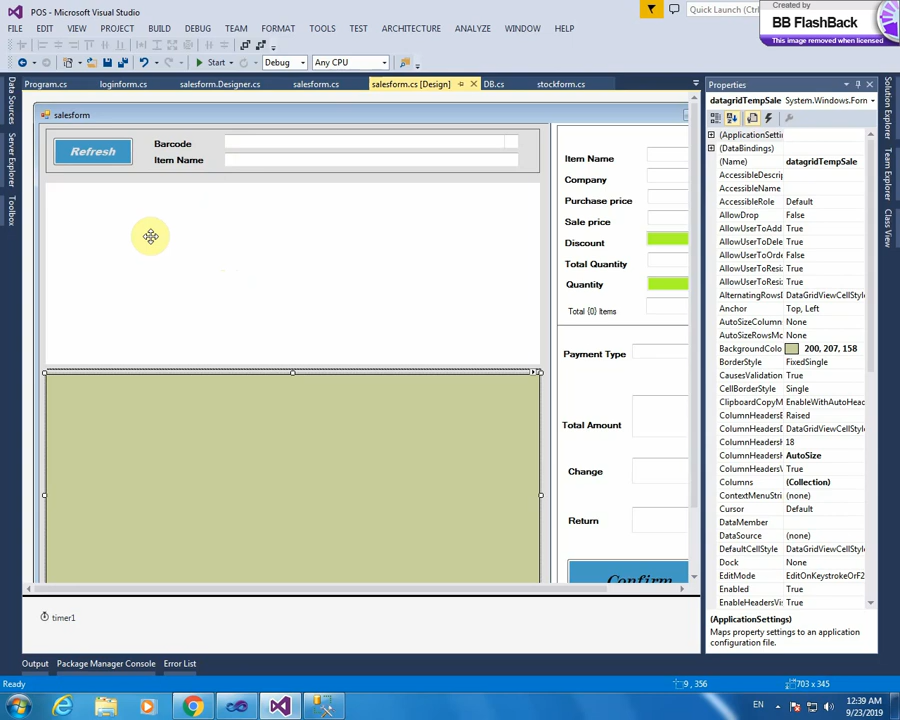 POS - Microsoft Visual Studio
Quick Launch (
Created by
BB FlashBack
This image removed when licensed
FILE EDIT VIEW PROJECT BUILD DEBUG TEAM FORMAT TOOLS TEST ARCHITECTURE ANALYZE WINDOW
Start Debug Any CPU
Program.cs loginform.cs salesform.Designer.cs salesform.cs salesform.cs [Design] DB.cs stockform.cs
Data Sources
Server Explorer
Toolbox
salesform
Refresh
Barcode
Item Name
Item Name
Company
Purchase price
Sale price
Discount
Total Quantity
Quantity
Total {0} Items
Payment Type
Total Amount
Change
Return
Confirm
timer1
Properties
datagridTempSale System.Windows.Forn
(ApplicationSettin
(DataBindings)
(Name) datagridTempSale
AccessibleDescrip
AccessibleName
AccessibleRole Default
AllowDrop False
AllowUserToAdd True
AllowUserToDele True
AllowUserToOrde False
AllowUserToResi True
AllowUserToResi True
AlternatingRowsD DataGridViewCellStyle
Anchor Top, Left
AutoSizeColumn None
AutoSizeRowsMo None
BackgroundColo 200, 207, 158
BorderStyle FixedSingle
CausesValidation True
CellBorderStyle Single
ClipboardCopyM EnableWithAutoHead
ColumnHeadersB Raised
ColumnHeadersD DataGridViewCellStyle
ColumnHeadersH 18
ColumnHeadersH AutoSize
ColumnHeadersV True
Columns (Collection)
ContextMenuStri (none)
Cursor Default
DataMember
DataSource (none)
DefaultCellStyle DataGridViewCellStyle
Dock None
EditMode EditOnKeystrokeOrF2
Enabled True
EnableHeadersVis True
(ApplicationSettings)
Maps property settings to an application configuration file.
Solution Explorer
Team Explorer
Class View
Output Package Manager Console Error List
Ready
9 , 356
703 x 345
EN
12:39 AM
9/23/2019